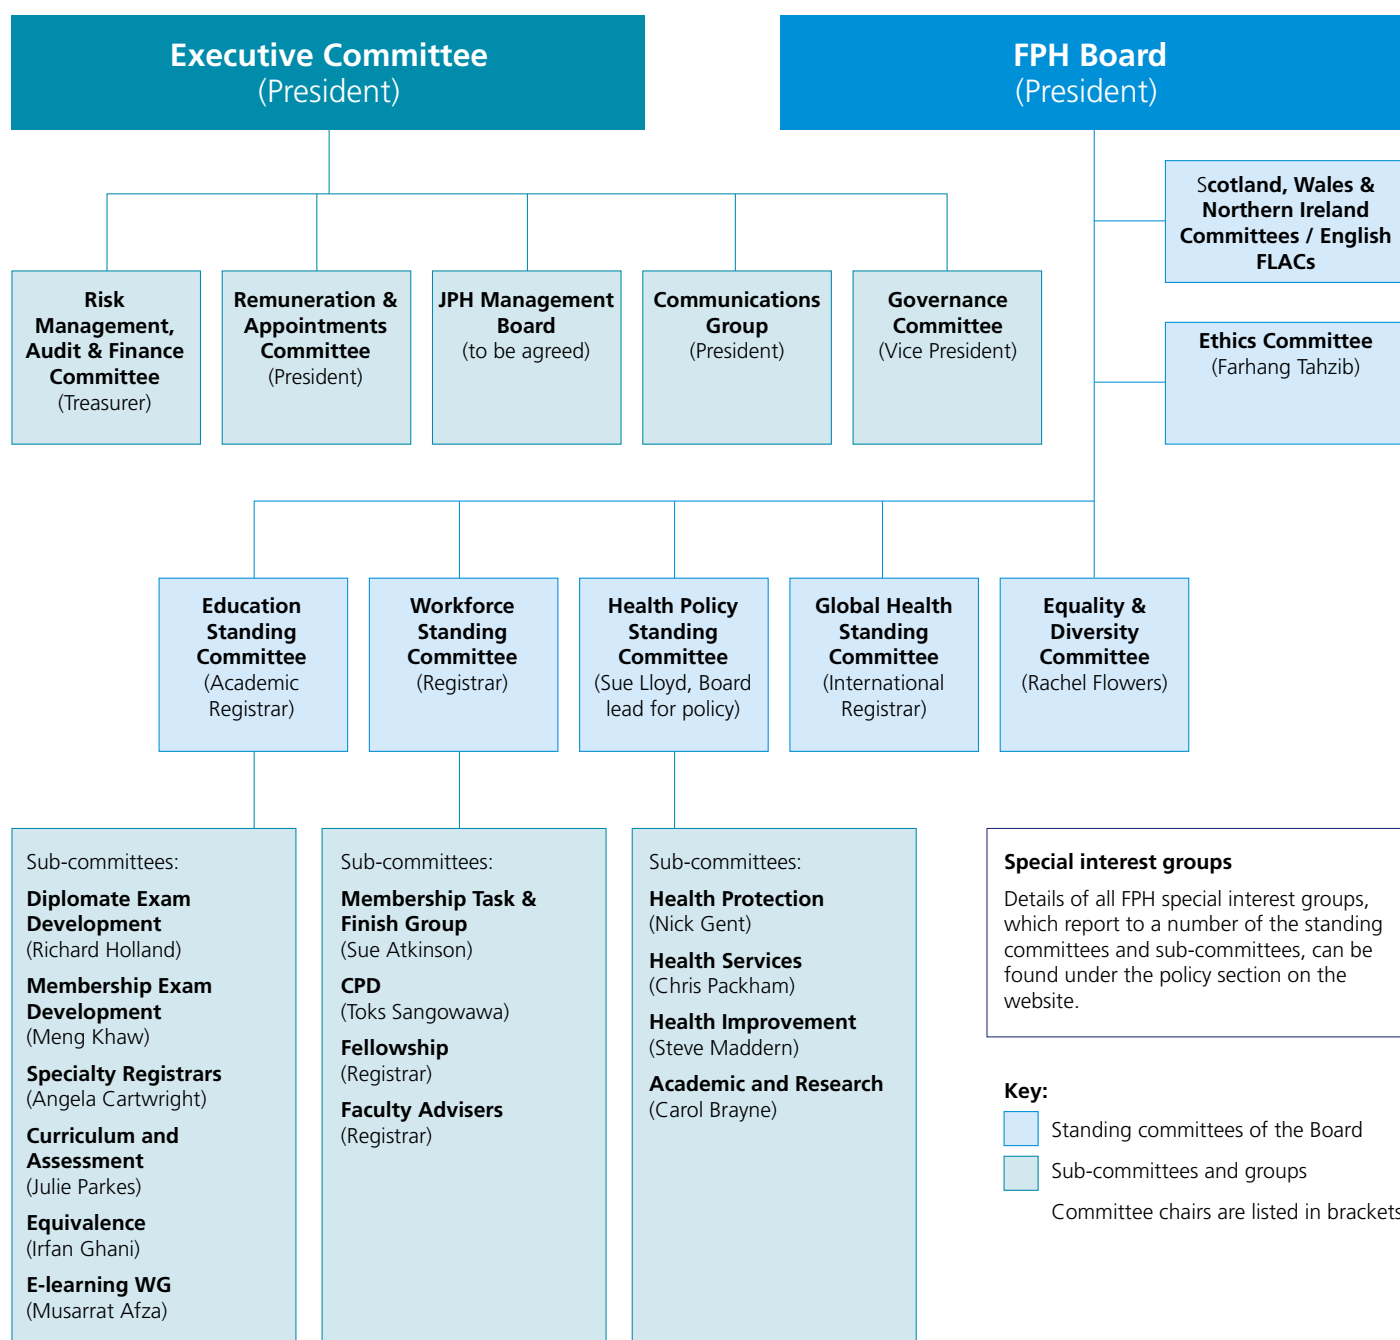 Executive Committee
(President)
FPH Board
(President)
Scotland, Wales &
Northern Ireland
Committees / English
FLACs
Ethics Committee
(Farhang Tahzib)
Risk
Management,
Audit & Finance
Committee
(Treasurer)
Remuneration &
Appointments
Committee
(President)
JPH Management
Board
(to be agreed)
Communications
Group
(President)
Governance
Committee
(Vice President)
Education
Standing
Committee
(Academic
Registrar)
Workforce
Standing
Committee
(Registrar)
Health Policy
Standing
Committee
(Sue Lloyd, Board
lead for policy)
Global Health
Standing
Committee
(International
Registrar)
Equality &
Diversity
Committee
(Rachel Flowers)
Sub-committees:
Diplomate Exam
Development
(Richard Holland)
Membership Exam
Development
(Meng Khaw)
Specialty Registrars
(Angela Cartwright)
Curriculum and
Assessment
(Julie Parkes)
Equivalence
(Irfan Ghani)
E-learning WG
(Musarrat Afza)
Sub-committees:
Membership Task &
Finish Group
(Sue Atkinson)
CPD
(Toks Sangowawa)
Fellowship
(Registrar)
Faculty Advisers
(Registrar)
Sub-committees:
Health Protection
(Nick Gent)
Health Services
(Chris Packham)
Health Improvement
(Steve Maddern)
Academic and Research
(Carol Brayne)
Special interest groups
Details of all FPH special interest groups,
which report to a number of the standing
committees and sub-committees, can be
found under the policy section on the
website.
Key:
Standing committees of the Board
Sub-committees and groups
Committee chairs are listed in brackets